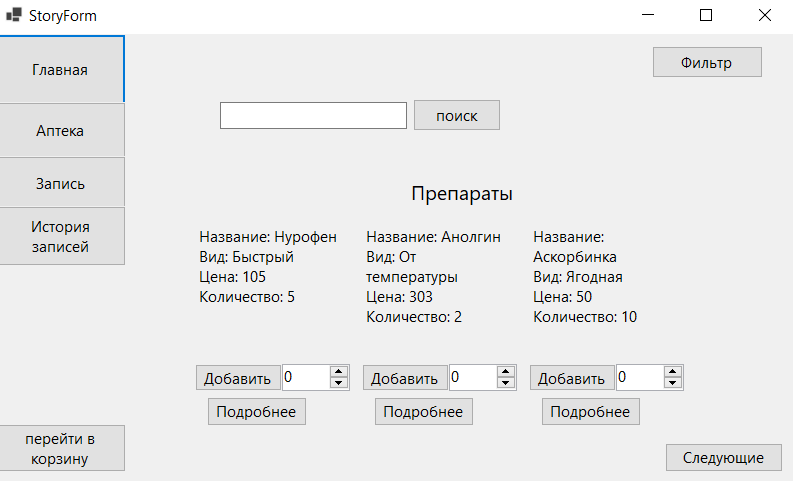 StoryForm
Главная
Фильтр
поиск
Аптека
Запись
История
записей
Препараты
Название: Нурофен
Вид: Быстрый
Цена: 105
Количество: 5
Название: Анолгин
Вид: От
температуры
Цена: 303
Количество: 2
Название:
Аскорбинка
Вид: Ягодная
Цена: 50
Количество: 10
Добавить 0
Добавить 0
Добавить 0
Подробнее
Подробнее
Подробнее
перейти в
корзину
Следующие